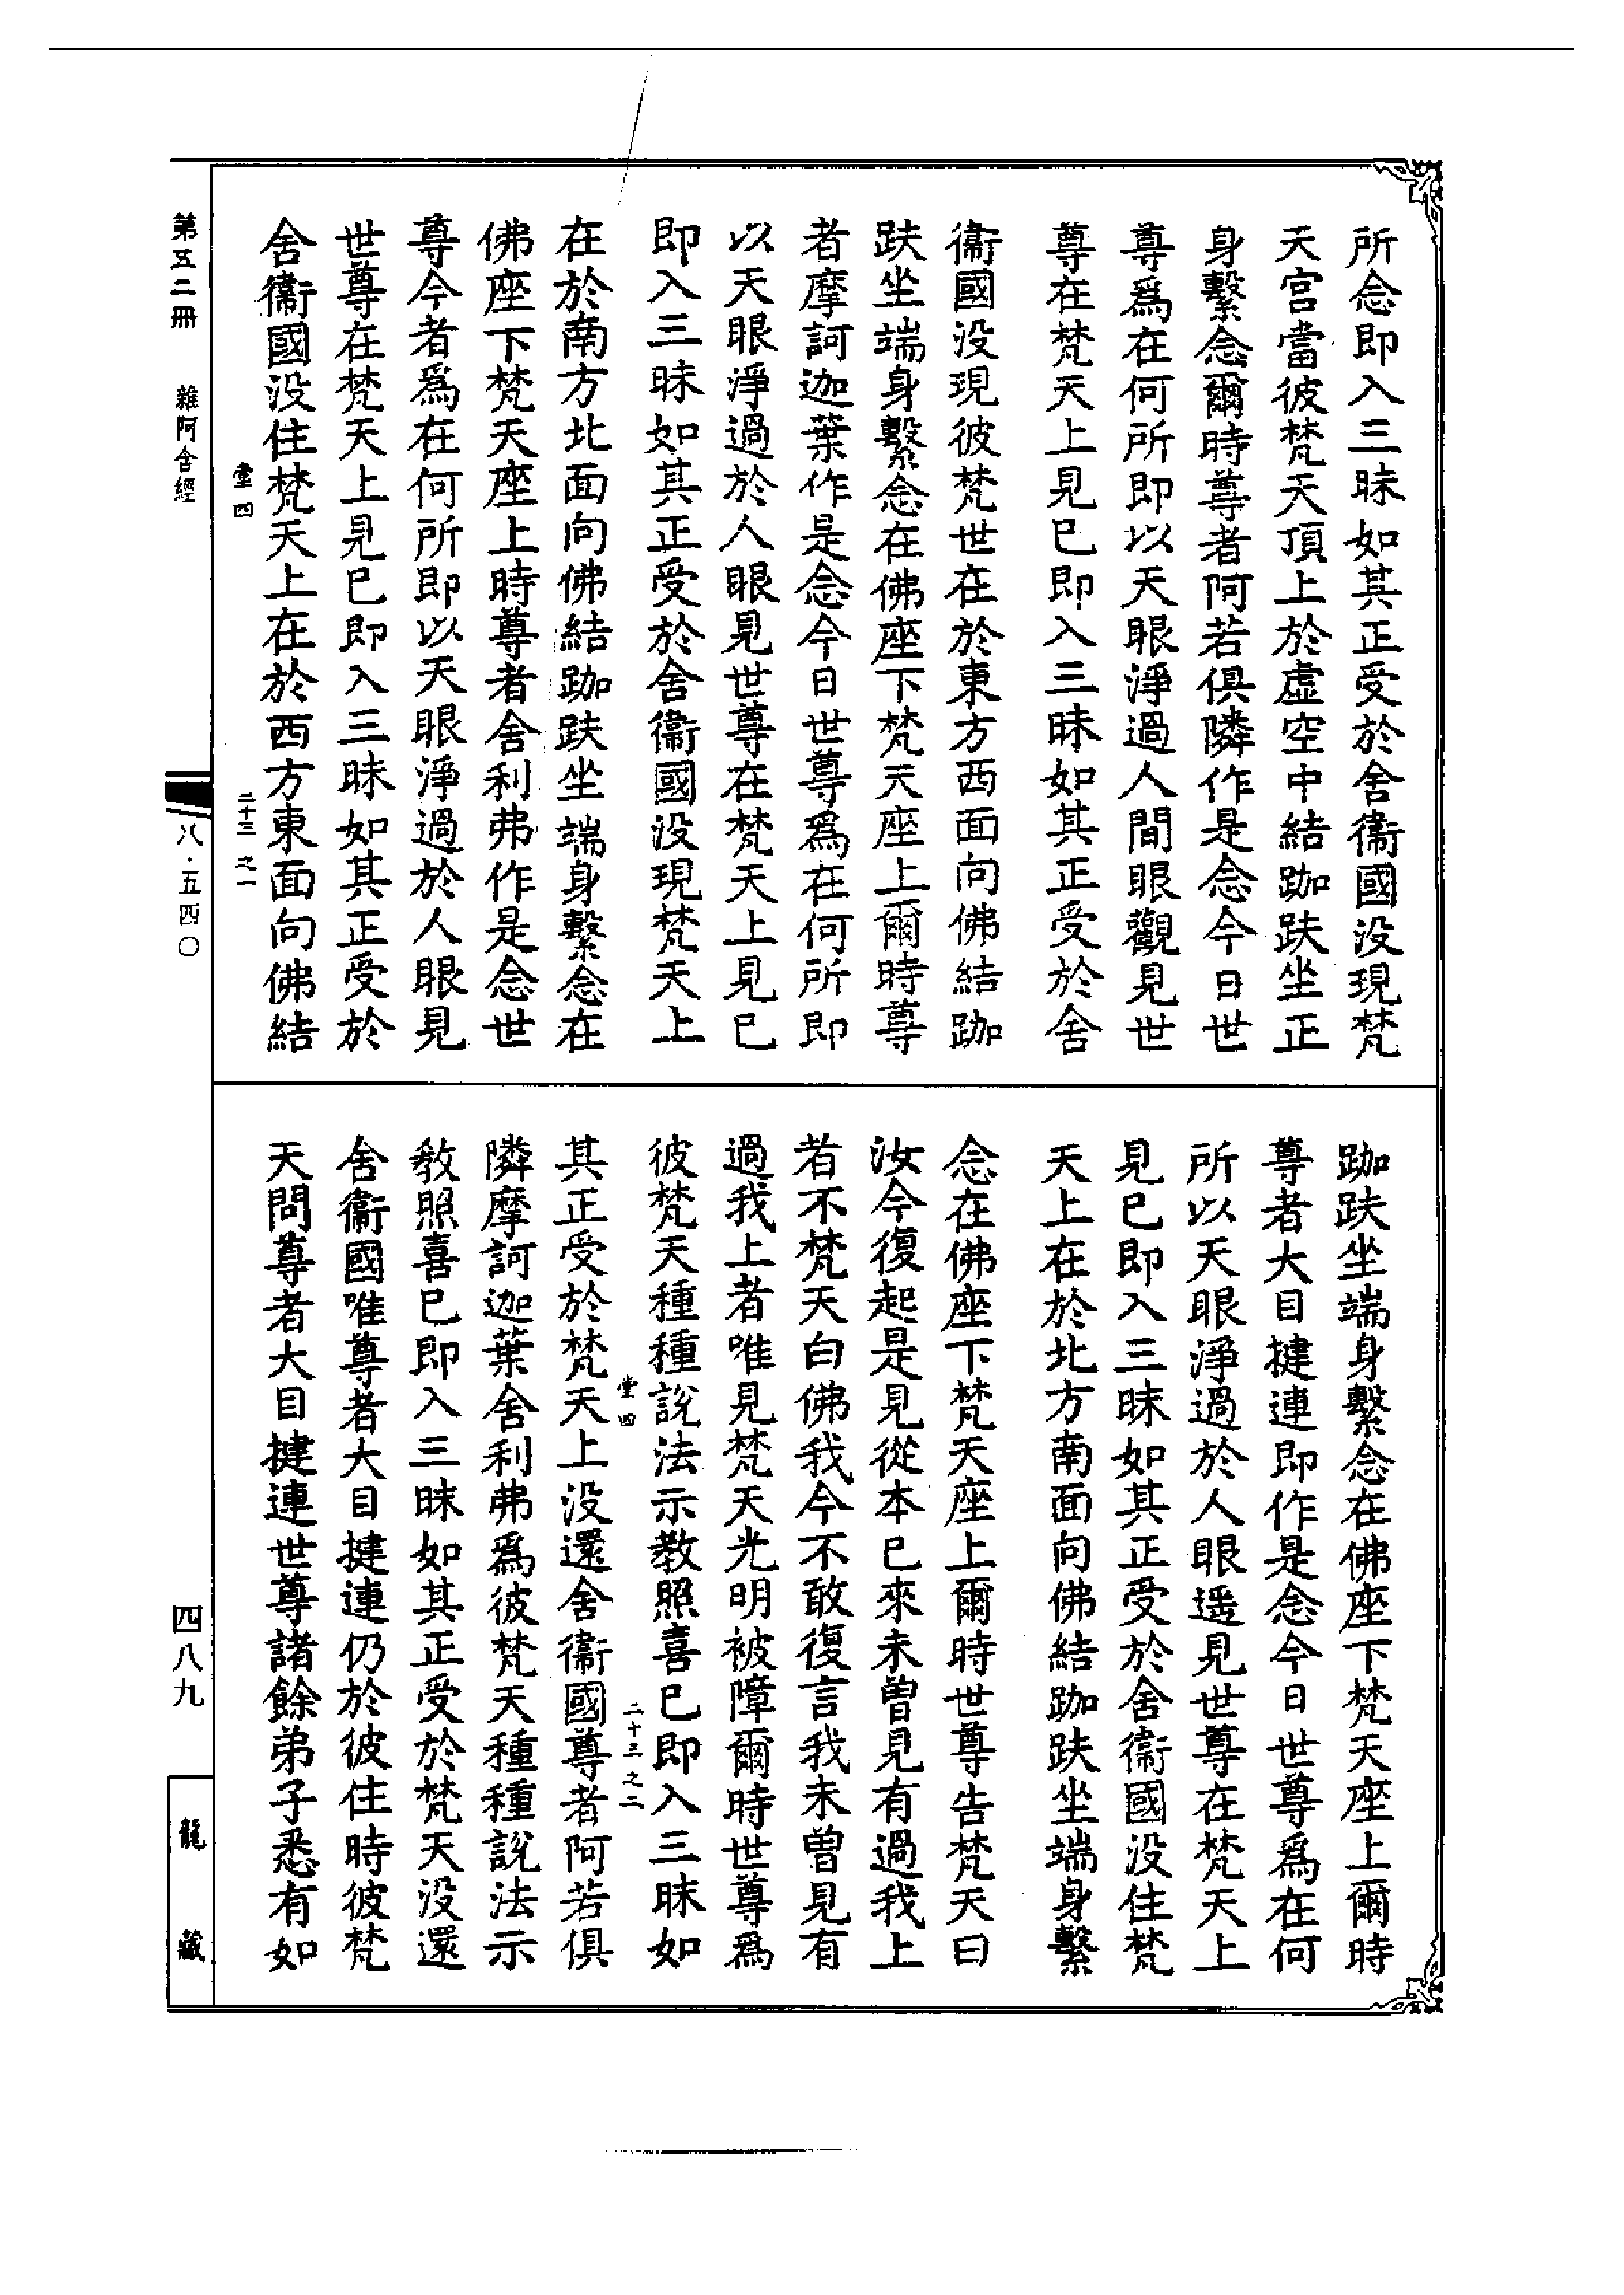 所念即入三昧如其正受於舍衞國没現梵
天宮當彼梵天頂上於虛空中結跏趺坐正
身繫念爾時尊者阿若俱隣作是念今日世
尊爲在何所即以天眼淨過人間眼觀見世
尊在梵天上見已即入三昧如其正受於舍
衞國没現彼梵世在於東方西面向佛結跏
趺坐端身繫念在佛座下梵天座上爾時尊
者摩訶迦葉作是念今日世尊爲在何所即
以天眼淨過於人眼見世尊在梵天上見已
即入三昧如其正受於舍衞國没現梵天上
在於南方北面向佛結跏趺坐端身繫念在
佛座下梵天座上時尊者舍利弗作是念世
尊今者爲在何所即以天眼淨過於人眼見
世尊在梵天上見已即入三昧如其正受於
舍衞國没住梵天上在於西方東面向佛結
堂四 二十三之一
跏趺坐端身繫念在佛座下梵天座上爾時
尊者大目揵連即作是念今日世尊爲在何
所以天眼淨過於人眼遥見世尊在梵天上
見已即入三昧如其正受於舍衞國没住梵
天上在於北方南面向佛結跏趺坐端身繫
念在佛座下梵天座上爾時世尊告梵天曰
汝今復起是見從本已來未曾見有過我上
者不梵天白佛我今不敢復言我未曾見有
過我上者唯見梵天光明被障爾時世尊爲
彼梵天種種說法示教照喜已即入三昧如
堂四 二十三之二
其正受於梵天上没還舍衞國尊者阿若俱
隣摩訶迦葉舍利弗爲彼梵天種種說法示
教照喜已即入三昧如其正受於梵天没還
舍衞國唯尊者大目揵連仍於彼住時彼梵
天問尊者大目揵連世尊諸餘弟子悉有如
第五二冊 雜阿含經 八·五四〇 四八九 龍藏